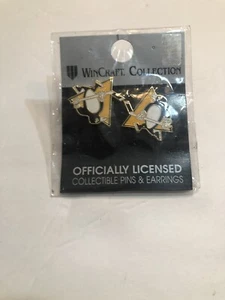 WINCRAFT COLLECTION
OFFICIALLY LICENSED
COLLECTIBLE PINS & EARRINGS